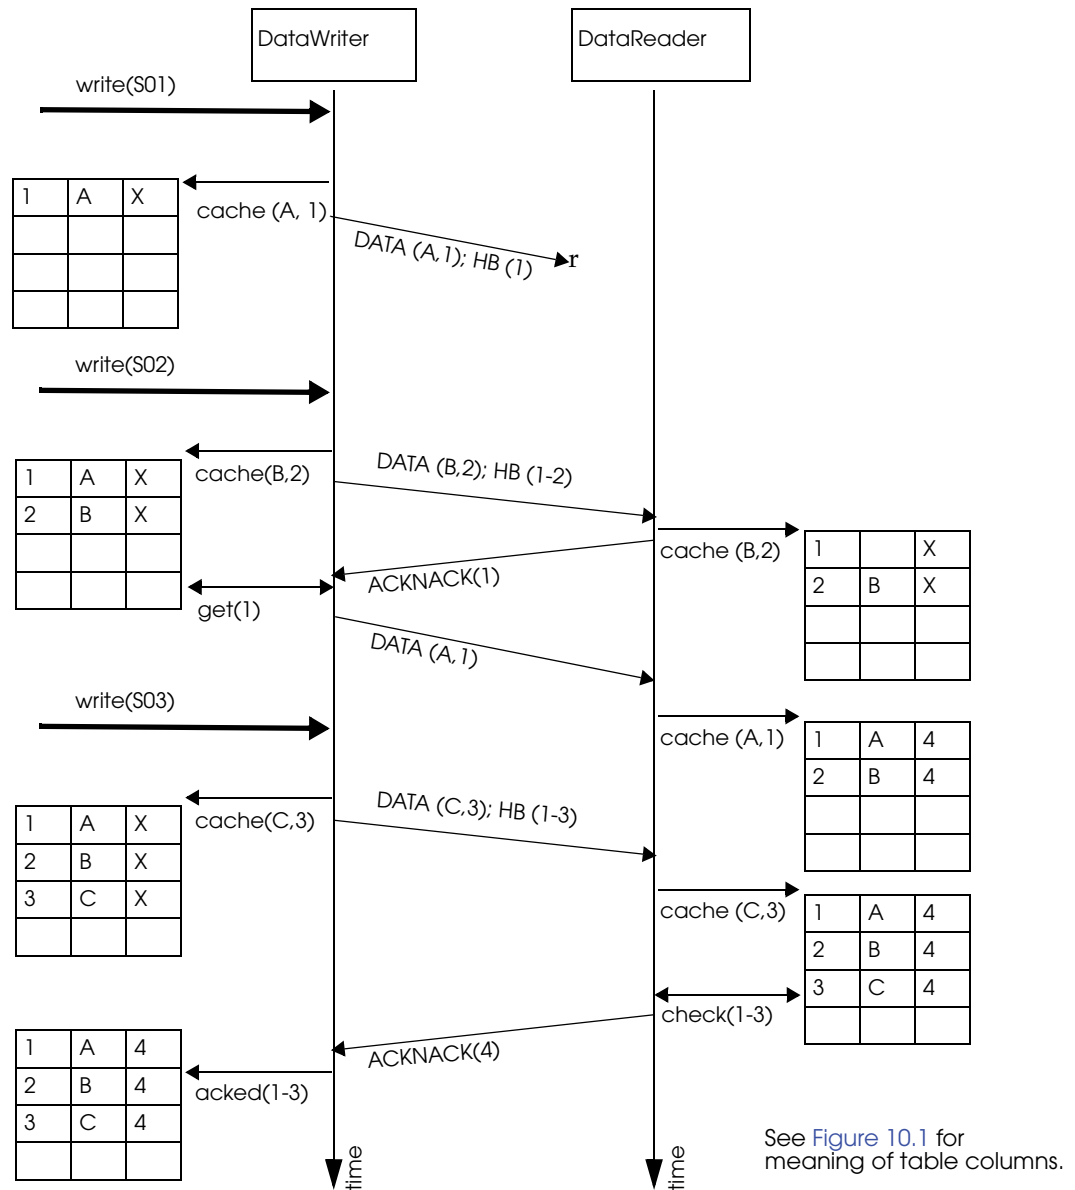 DataWriter
DataReader
write(S01)
1 A X
cache (A, 1)
DATA (A,1); HB (1)
r
write(S02)
cache(B,2)
DATA (B,2); HB (1-2)
1 A X
2 B X
cache (B,2)
1 X
2 B X
ACKNACK(1)
get(1)
DATA (A,1)
write(S03)
cache (A,1)
1 A 4
2 B 4
cache(C,3)
DATA (C,3); HB (1-3)
1 A X
2 B X
3 C X
cache (C,3)
1 A 4
2 B 4
3 C 4
check(1-3)
ACKNACK(4)
1 A 4
2 B 4
3 C 4
acked(1-3)
time
time
See Figure 10.1 for
meaning of table columns.